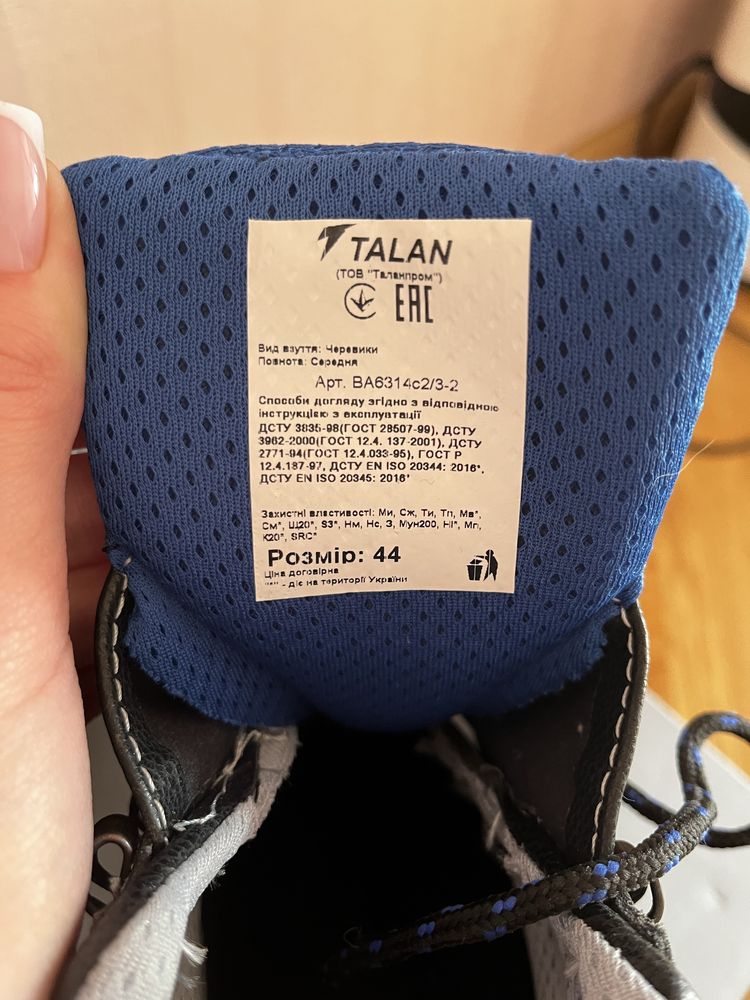 TALAN
(ТОВ "Таланпром")
EAC
Вид взуття: Черевики
Повнота: Середня
Арт. ВА6314с2/3-2
Способи догляду згідно з відповідною
інструкцією з експлуатації
ДСТУ 3835-98(ГОСТ 28507-99), ДСТУ
3962-2000(ГОСТ 12.4. 137-2001), ДСТУ
2771-94(ГОСТ 12.4.033-95), ГОСТ Р
12.4.187-97, ДСТУ EN ISO 20344: 2016*,
ДСТУ EN ISO 20345: 2016*
Захистні властивості: Ми, Сж, Ти, Тп, Мв*,
См*, Щ20*, S3*, Нм, Нс, З, Мун200, HI*, Мп,
К20*, SRC*
Розмір: 44
Ціна договірна
"*" - діє на території України